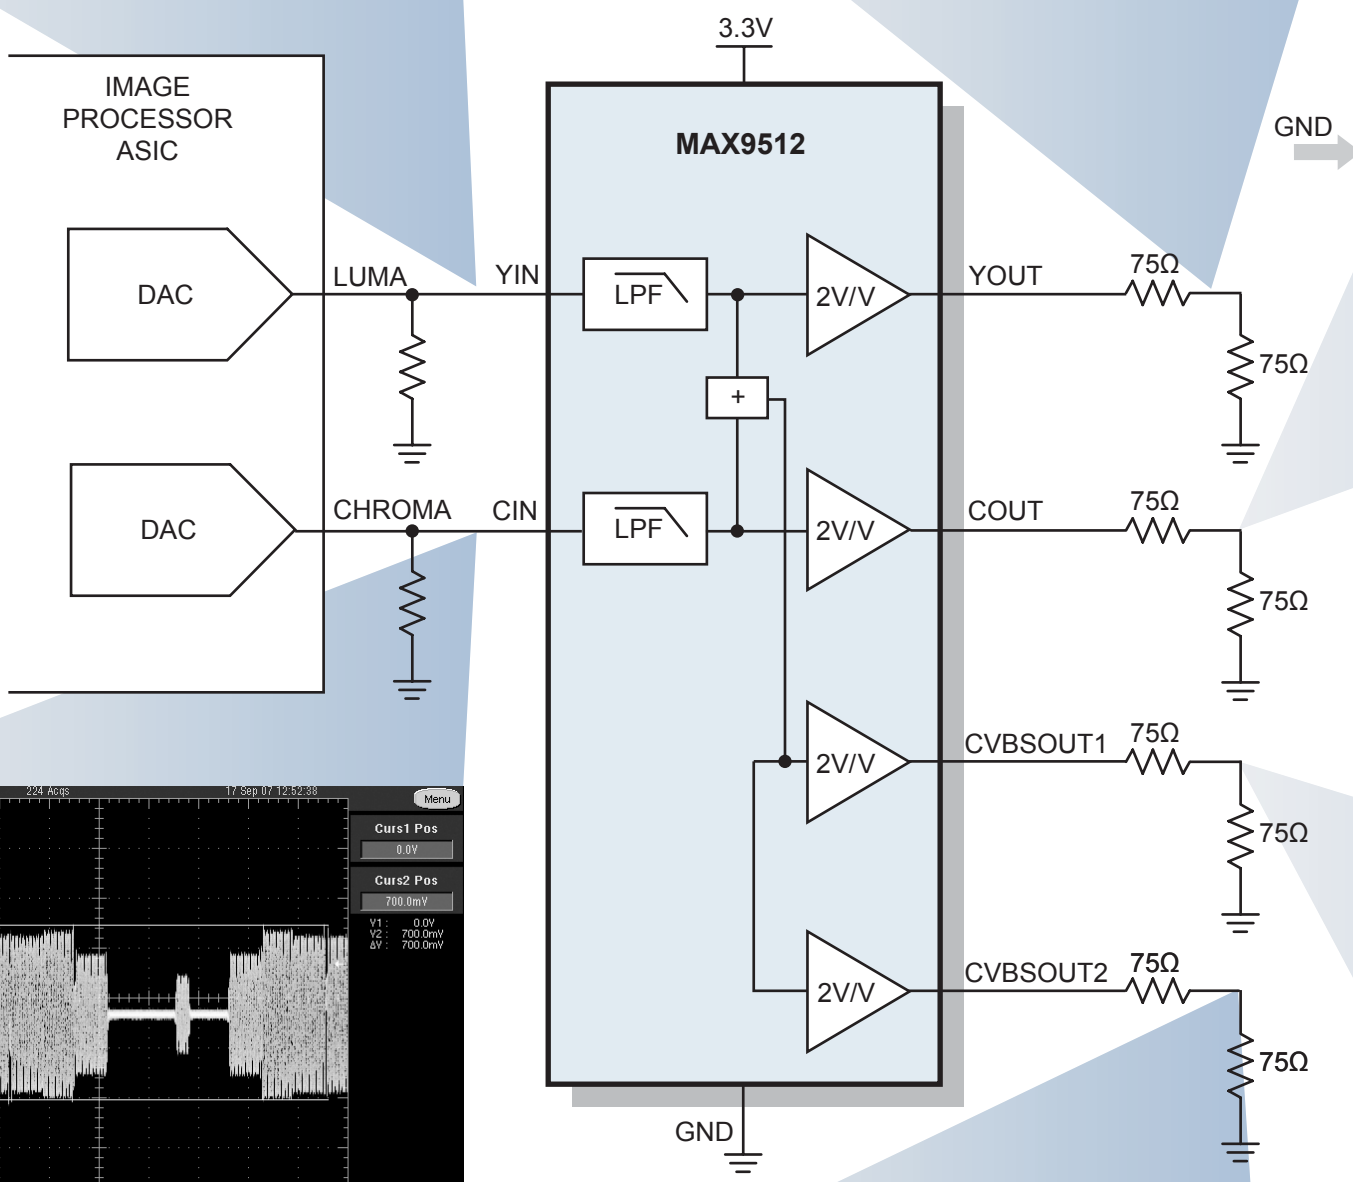 3.3V
IMAGE
PROCESSOR
ASIC
MAX9512
GND
DAC
LUMA
YIN
LPF
2V/V
YOUT
75Ω
75Ω
+
DAC
CHROMA
CIN
LPF
2V/V
COUT
75Ω
75Ω
2V/V
CVBSOUT1
75Ω
75Ω
2V/V
CVBSOUT2
75Ω
75Ω
GND
224 Acqs
17 Sep 07 12:52:38
Menu
Curs1 Pos
0.0V
Curs2 Pos
700.0mV
V1 : 0.0V
V2 : 700.0mV
ΔV : 700.0mV